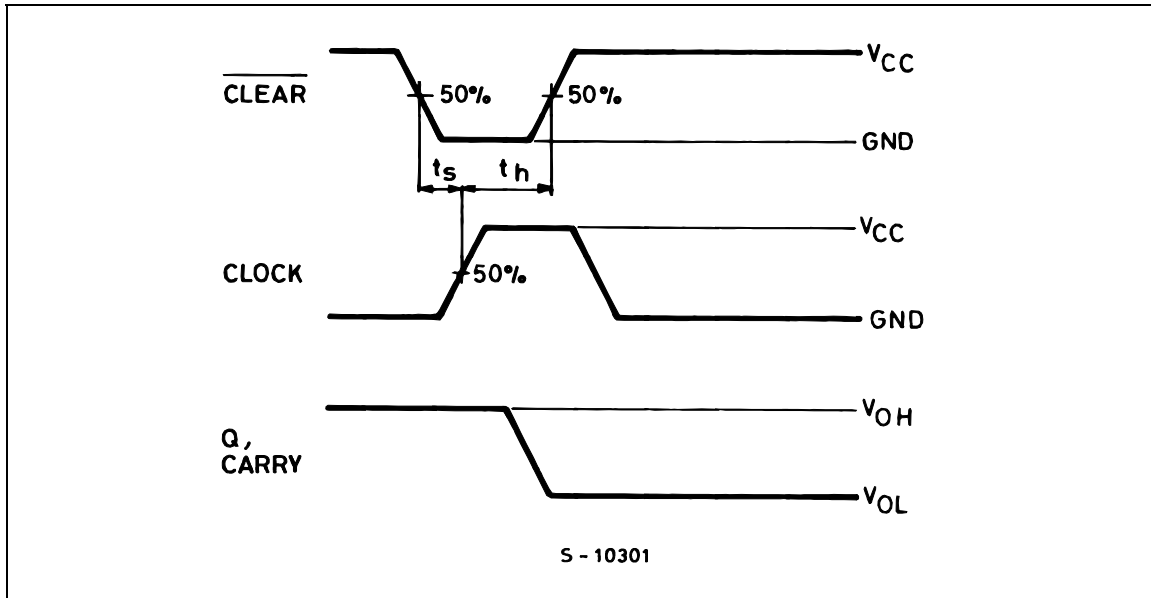 V_CC
CLEAR
50%
50%
GND
t_s
t_h
V_CC
CLOCK
50%
GND
V_OH
Q,
CARRY
V_OL
S-10301